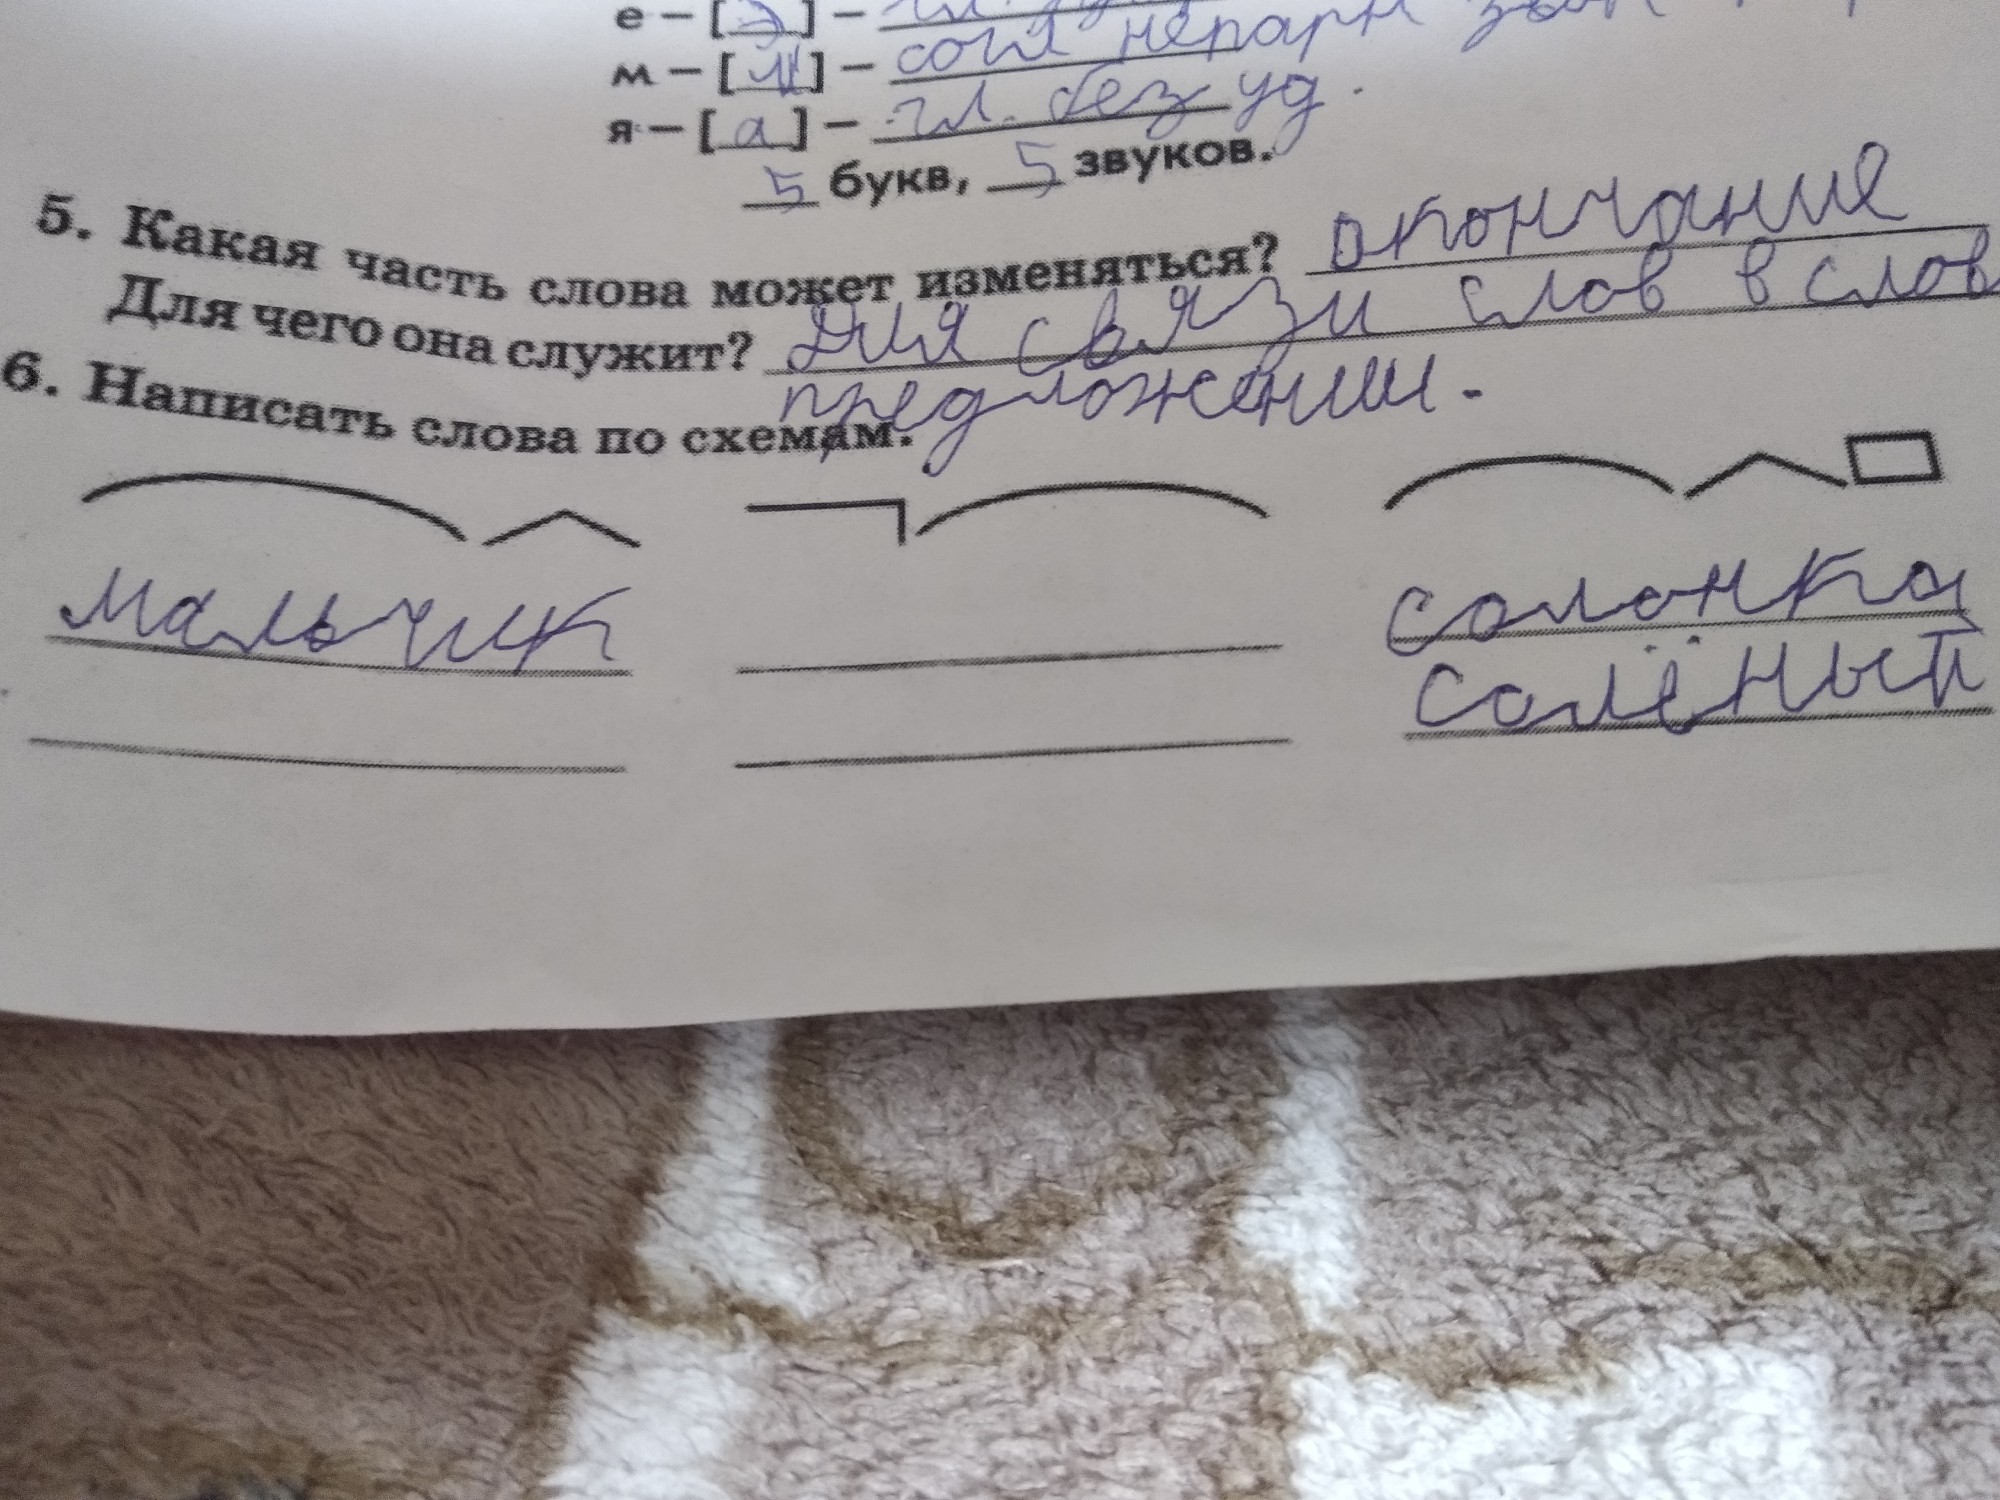 е – [э] –
м – [м] – согл непарн звон
я – [а] – гл. без уд.
5 букв, 5 звуков.
5. Какая часть слова может изменяться? окончание
Для чего она служит? для связи слов в слов
предложении.
6. Написать слова по схемам.
мальчик солонка
солёный